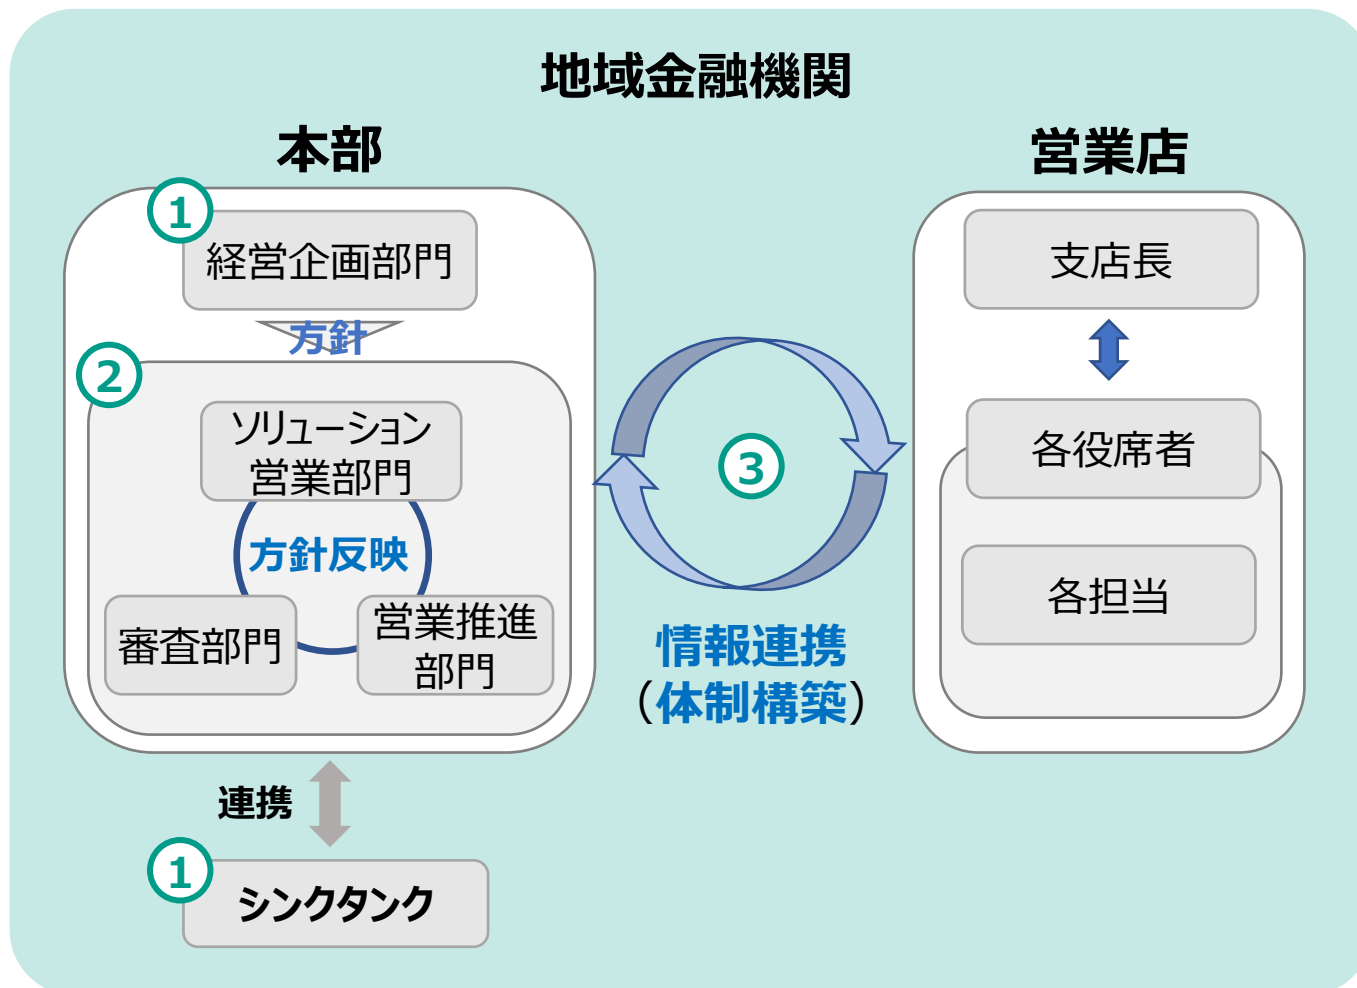 地域金融機関
本部
営業店
①
経営企画部門
方針
②
ソリューション
営業部門
方針反映
審査部門
営業推進
部門
③
情報連携
（体制構築）
支店長
各役席者
各担当
連携
①
シンクタンク